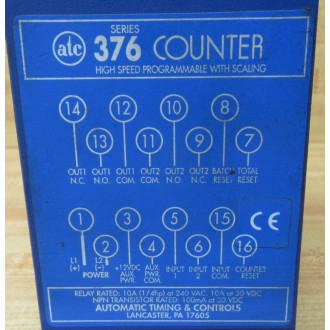 SERIES
atc 376 COUNTER
HIGH SPEED PROGRAMMABLE WITH SCALING
14 12 10 8
13 11 9 7
OUT1 N.C. OUT1 N.O. OUT1 COM. OUT2 COM. OUT2 N.O. OUT2 N.C. BATCH RESET TOTAL RESET
1 3 5 15
2 4 6 16
CE
L1 (+) L2 (-) +12VDC AUX. PWR. AUX. PWR. COM. INPUT 1 INPUT 2 INPUT COM. COUNTER RESET
POWER
RELAY RATED: 10A (1/4hp) at 240 VAC, 10A at 30 VDC
NPN TRANSISTOR RATED: 100mA at 30 VDC
AUTOMATIC TIMING & CONTROLS
LANCASTER, PA 17605